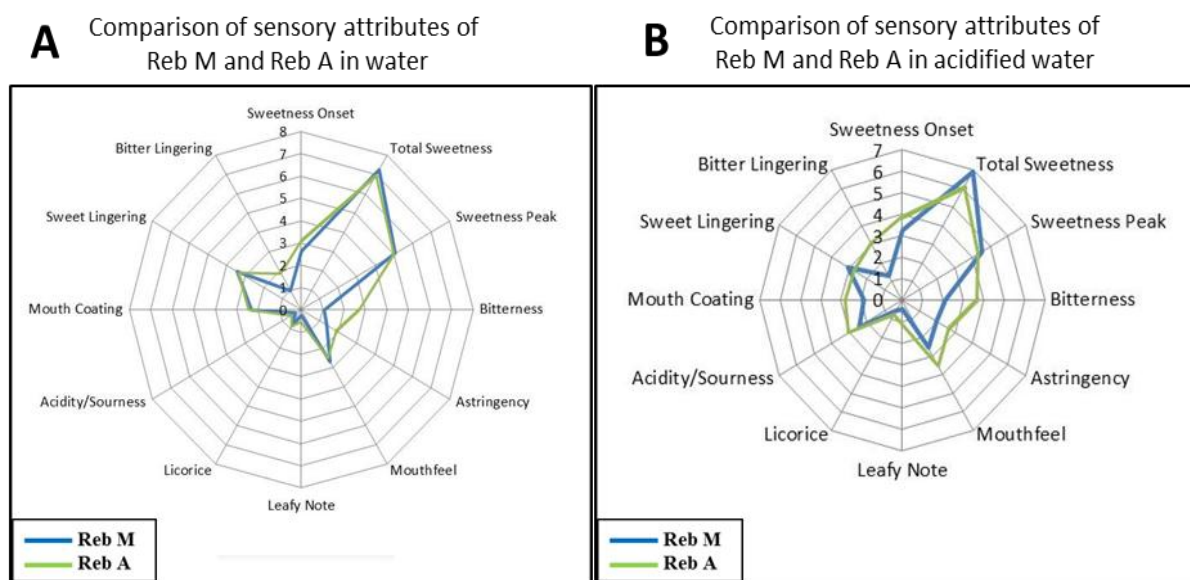 A
Comparison of sensory attributes of
Reb M and Reb A in water
Sweetness Onset
Total Sweetness
Sweetness Peak
Bitterness
Astringency
Mouthfeel
Leafy Note
Licorice
Acidity/Sourness
Mouth Coating
Sweet Lingering
Bitter Lingering
8
7
6
5
4
3
2
1
0
Reb M
Reb A
B
Comparison of sensory attributes of
Reb M and Reb A in acidified water
Sweetness Onset
Total Sweetness
Sweetness Peak
Bitterness
Astringency
Mouthfeel
Leafy Note
Licorice
Acidity/Sourness
Mouth Coating
Sweet Lingering
Bitter Lingering
7
6
5
4
3
2
1
0
Reb M
Reb A